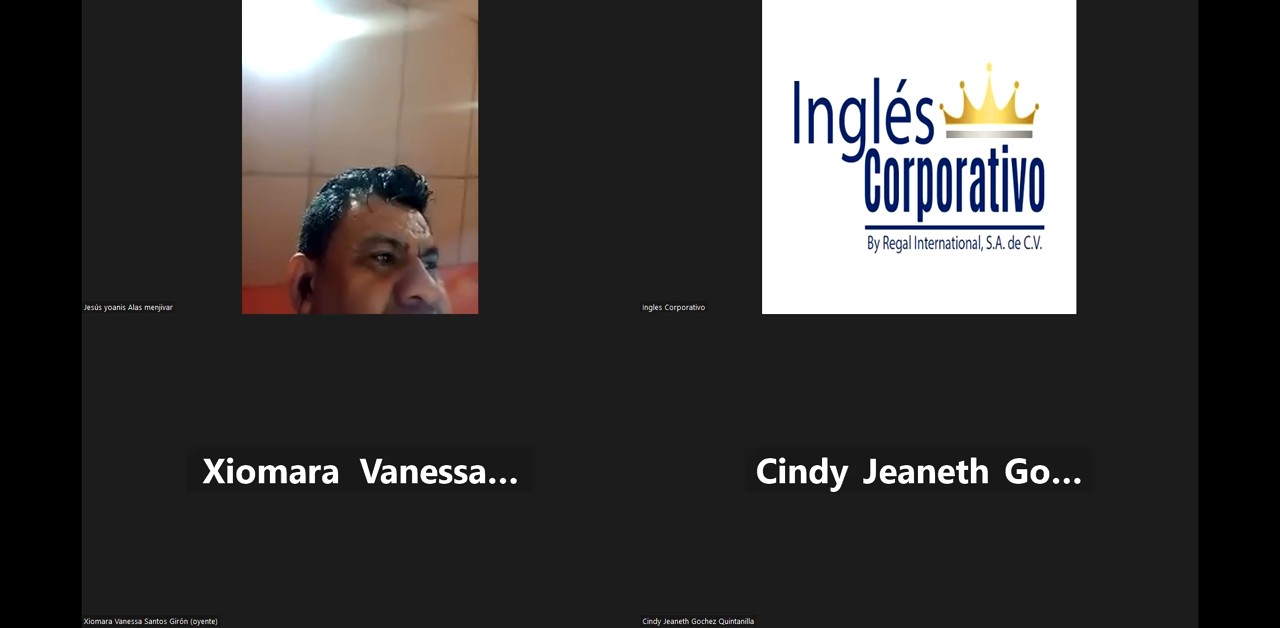 Inglés
Corporativo
By Regal International, S.A. de C.V.
Jesús yoanis Alas menjivar
Ingles Corporativo
Xiomara Vanessa...
Cindy Jeaneth Go...
Xiomara Vanessa Santos Girón (oyente)
Cindy Jeaneth Gochez Quintanilla